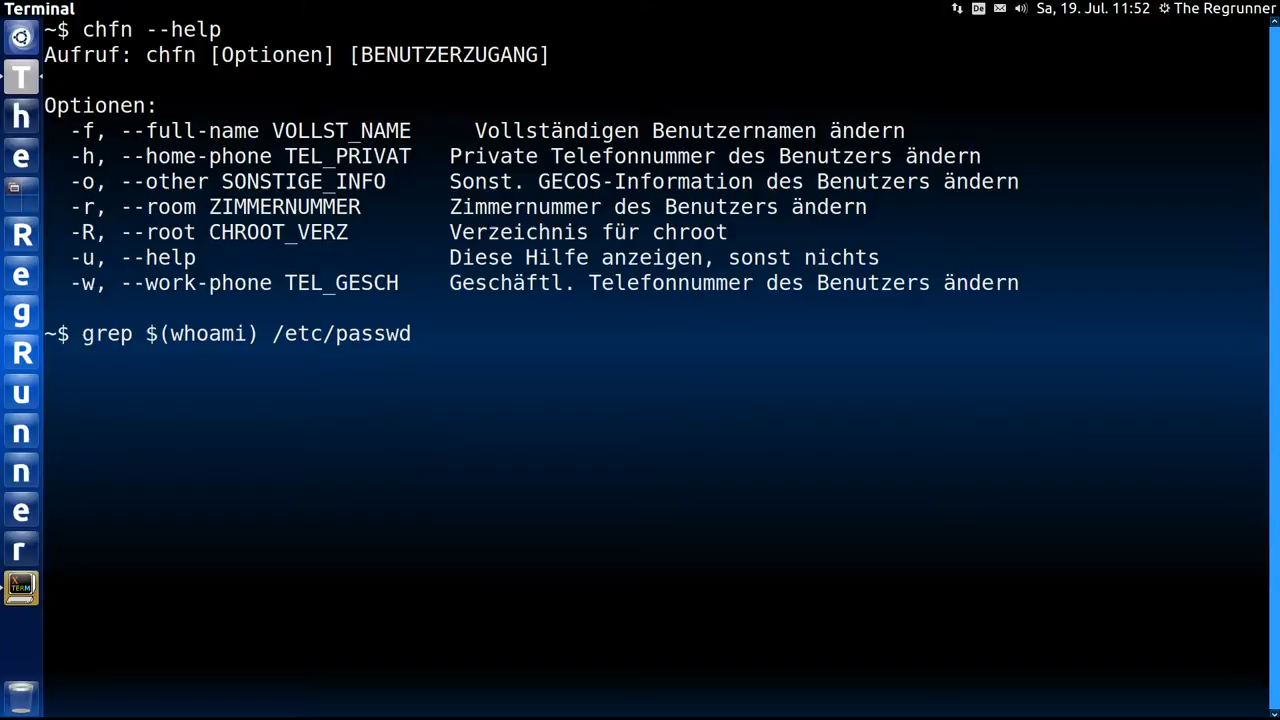 Terminal
De
Sa, 19. Jul. 11:52
The Regrunner
~$ chfn --help
Aufruf: chfn [Optionen] [BENUTZERZUGANG]
Optionen:
-f, --full-name VOLLST_NAME     Vollständigen Benutzernamen ändern
-h, --home-phone TEL_PRIVAT   Private Telefonnummer des Benutzers ändern
-o, --other SONSTIGE_INFO     Sonst. GECOS-Information des Benutzers ändern
-r, --room ZIMMERNUMMER       Zimmernummer des Benutzers ändern
-R, --root CHROOT_VERZ        Verzeichnis für chroot
-u, --help                    Diese Hilfe anzeigen, sonst nichts
-w, --work-phone TEL_GESCH    Geschäftl. Telefonnummer des Benutzers ändern
~$ grep $(whoami) /etc/passwd
T
h
e
R
e
g
R
u
n
n
e
r
X
TERM